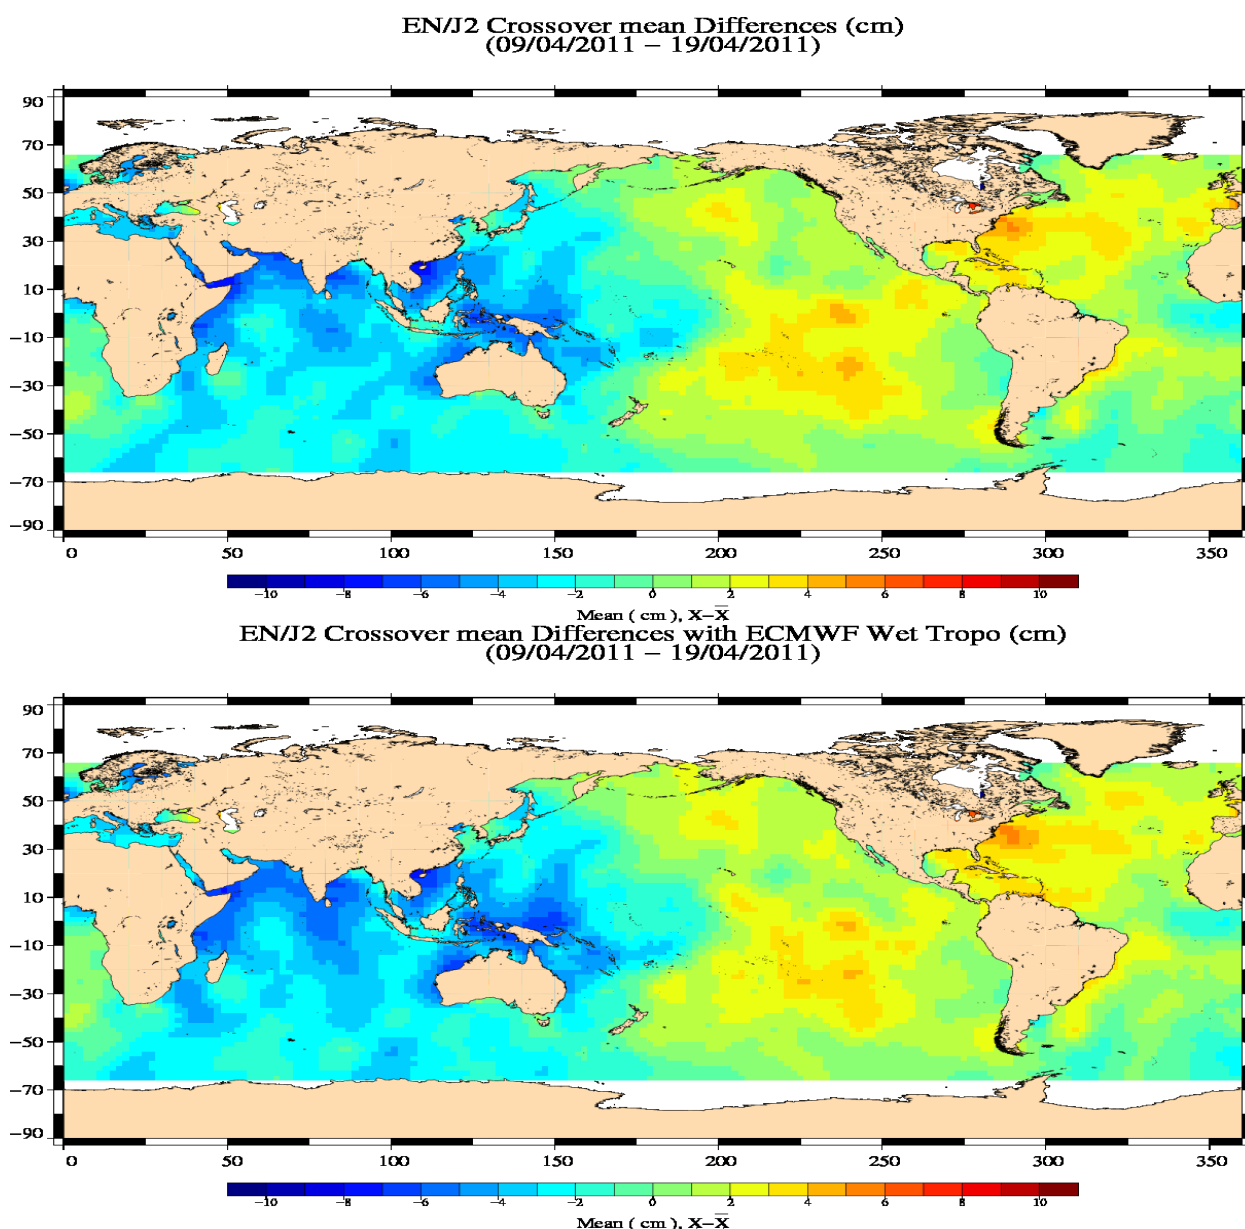 EN/J2 Crossover mean Differences (cm)
(09/04/2011 – 19/04/2011)
90
70
50
30
10
−10
−30
−50
−70
−90
0 50 100 150 200 250 300 350
−10 −8 −6 −4 −2 0 2 4 6 8 10
Mean ( cm ), X−X̅
EN/J2 Crossover mean Differences with ECMWF Wet Tropo (cm)
(09/04/2011 – 19/04/2011)
90
70
50
30
10
−10
−30
−50
−70
−90
0 50 100 150 200 250 300 350
−10 −8 −6 −4 −2 0 2 4 6 8 10
Mean ( cm ), X−X̅